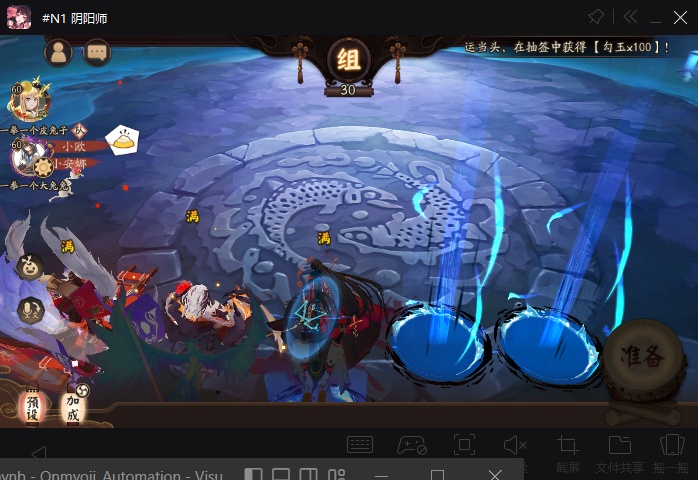 #N1 阴阳师
组
运当头，在抽签中获得【勾玉x100】！
30
60
一拳一个皮兔子
队
小欧
60
小安娜
一拳一个大兔兔
满
满
满
准备
预设
加成
截屏
文件共享
摇一摇
ynb - Onmyoji_Automation - Visu